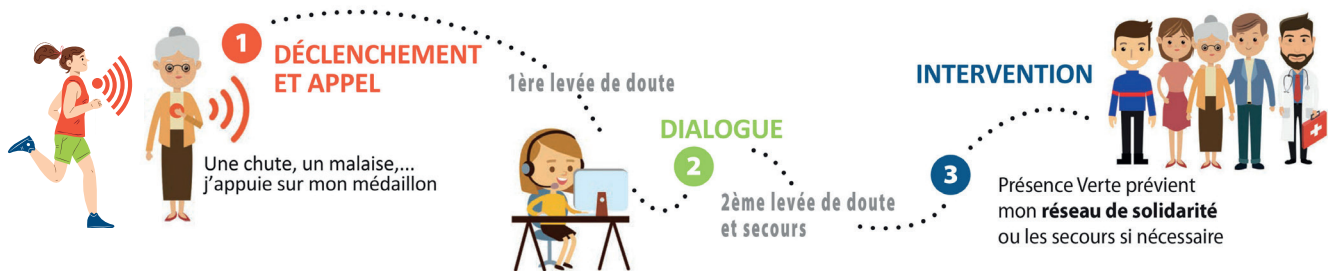 1
DÉCLENCHEMENT
ET APPEL
Une chute, un malaise,...
j'appuie sur mon médaillon
1ère levée de doute
DIALOGUE
2
2ème levée de doute
et secours
INTERVENTION
3
Présence Verte prévient
mon réseau de solidarité
ou les secours si nécessaire